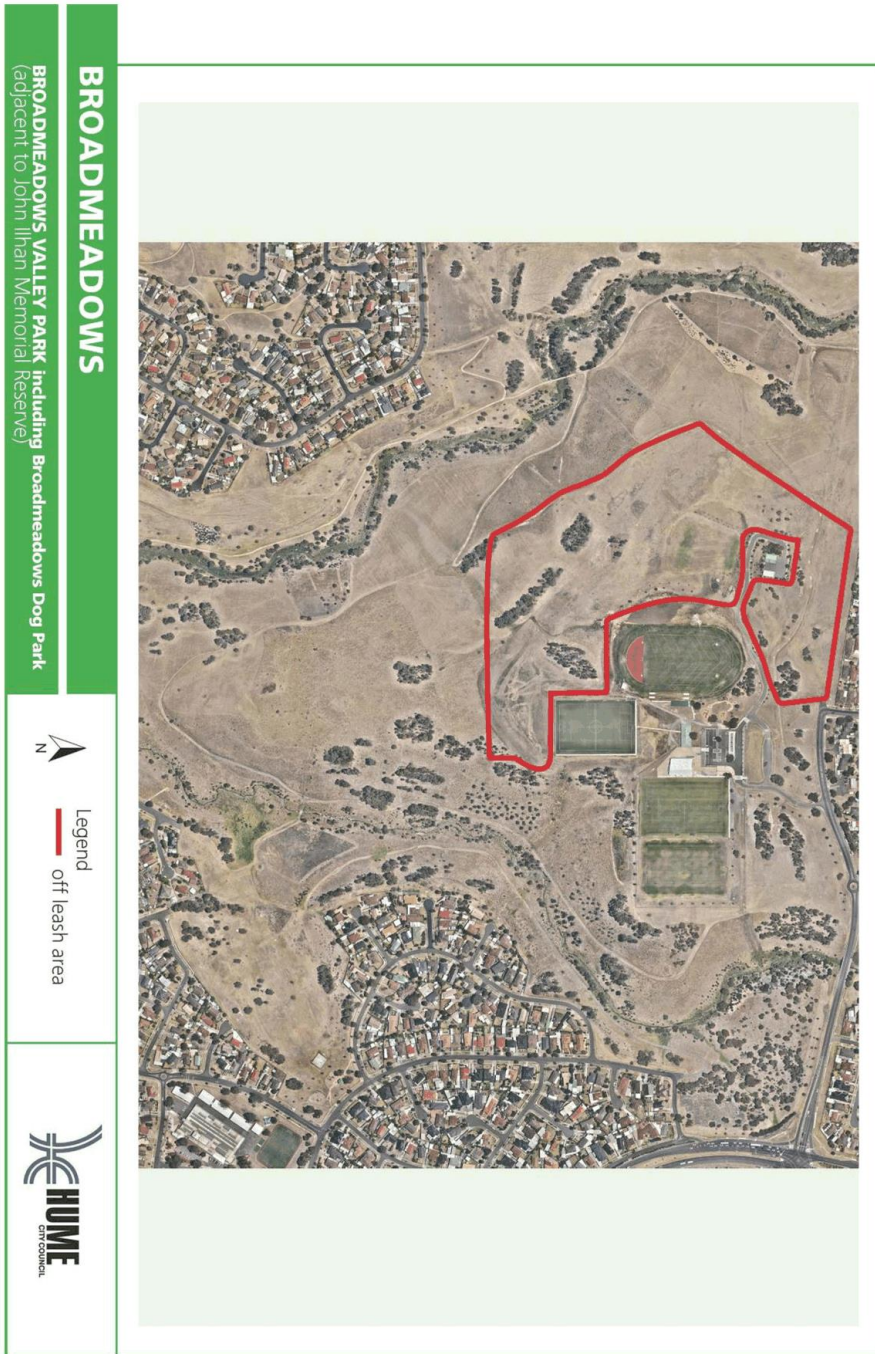 BROADMEADOWS
BROADMEADOWS VALLEY PARK including Broadmeadows Dog Park
(adjacent to John Ilhan Memorial Reserve)
N
Legend
off leash area
HUME
CITY COUNCIL